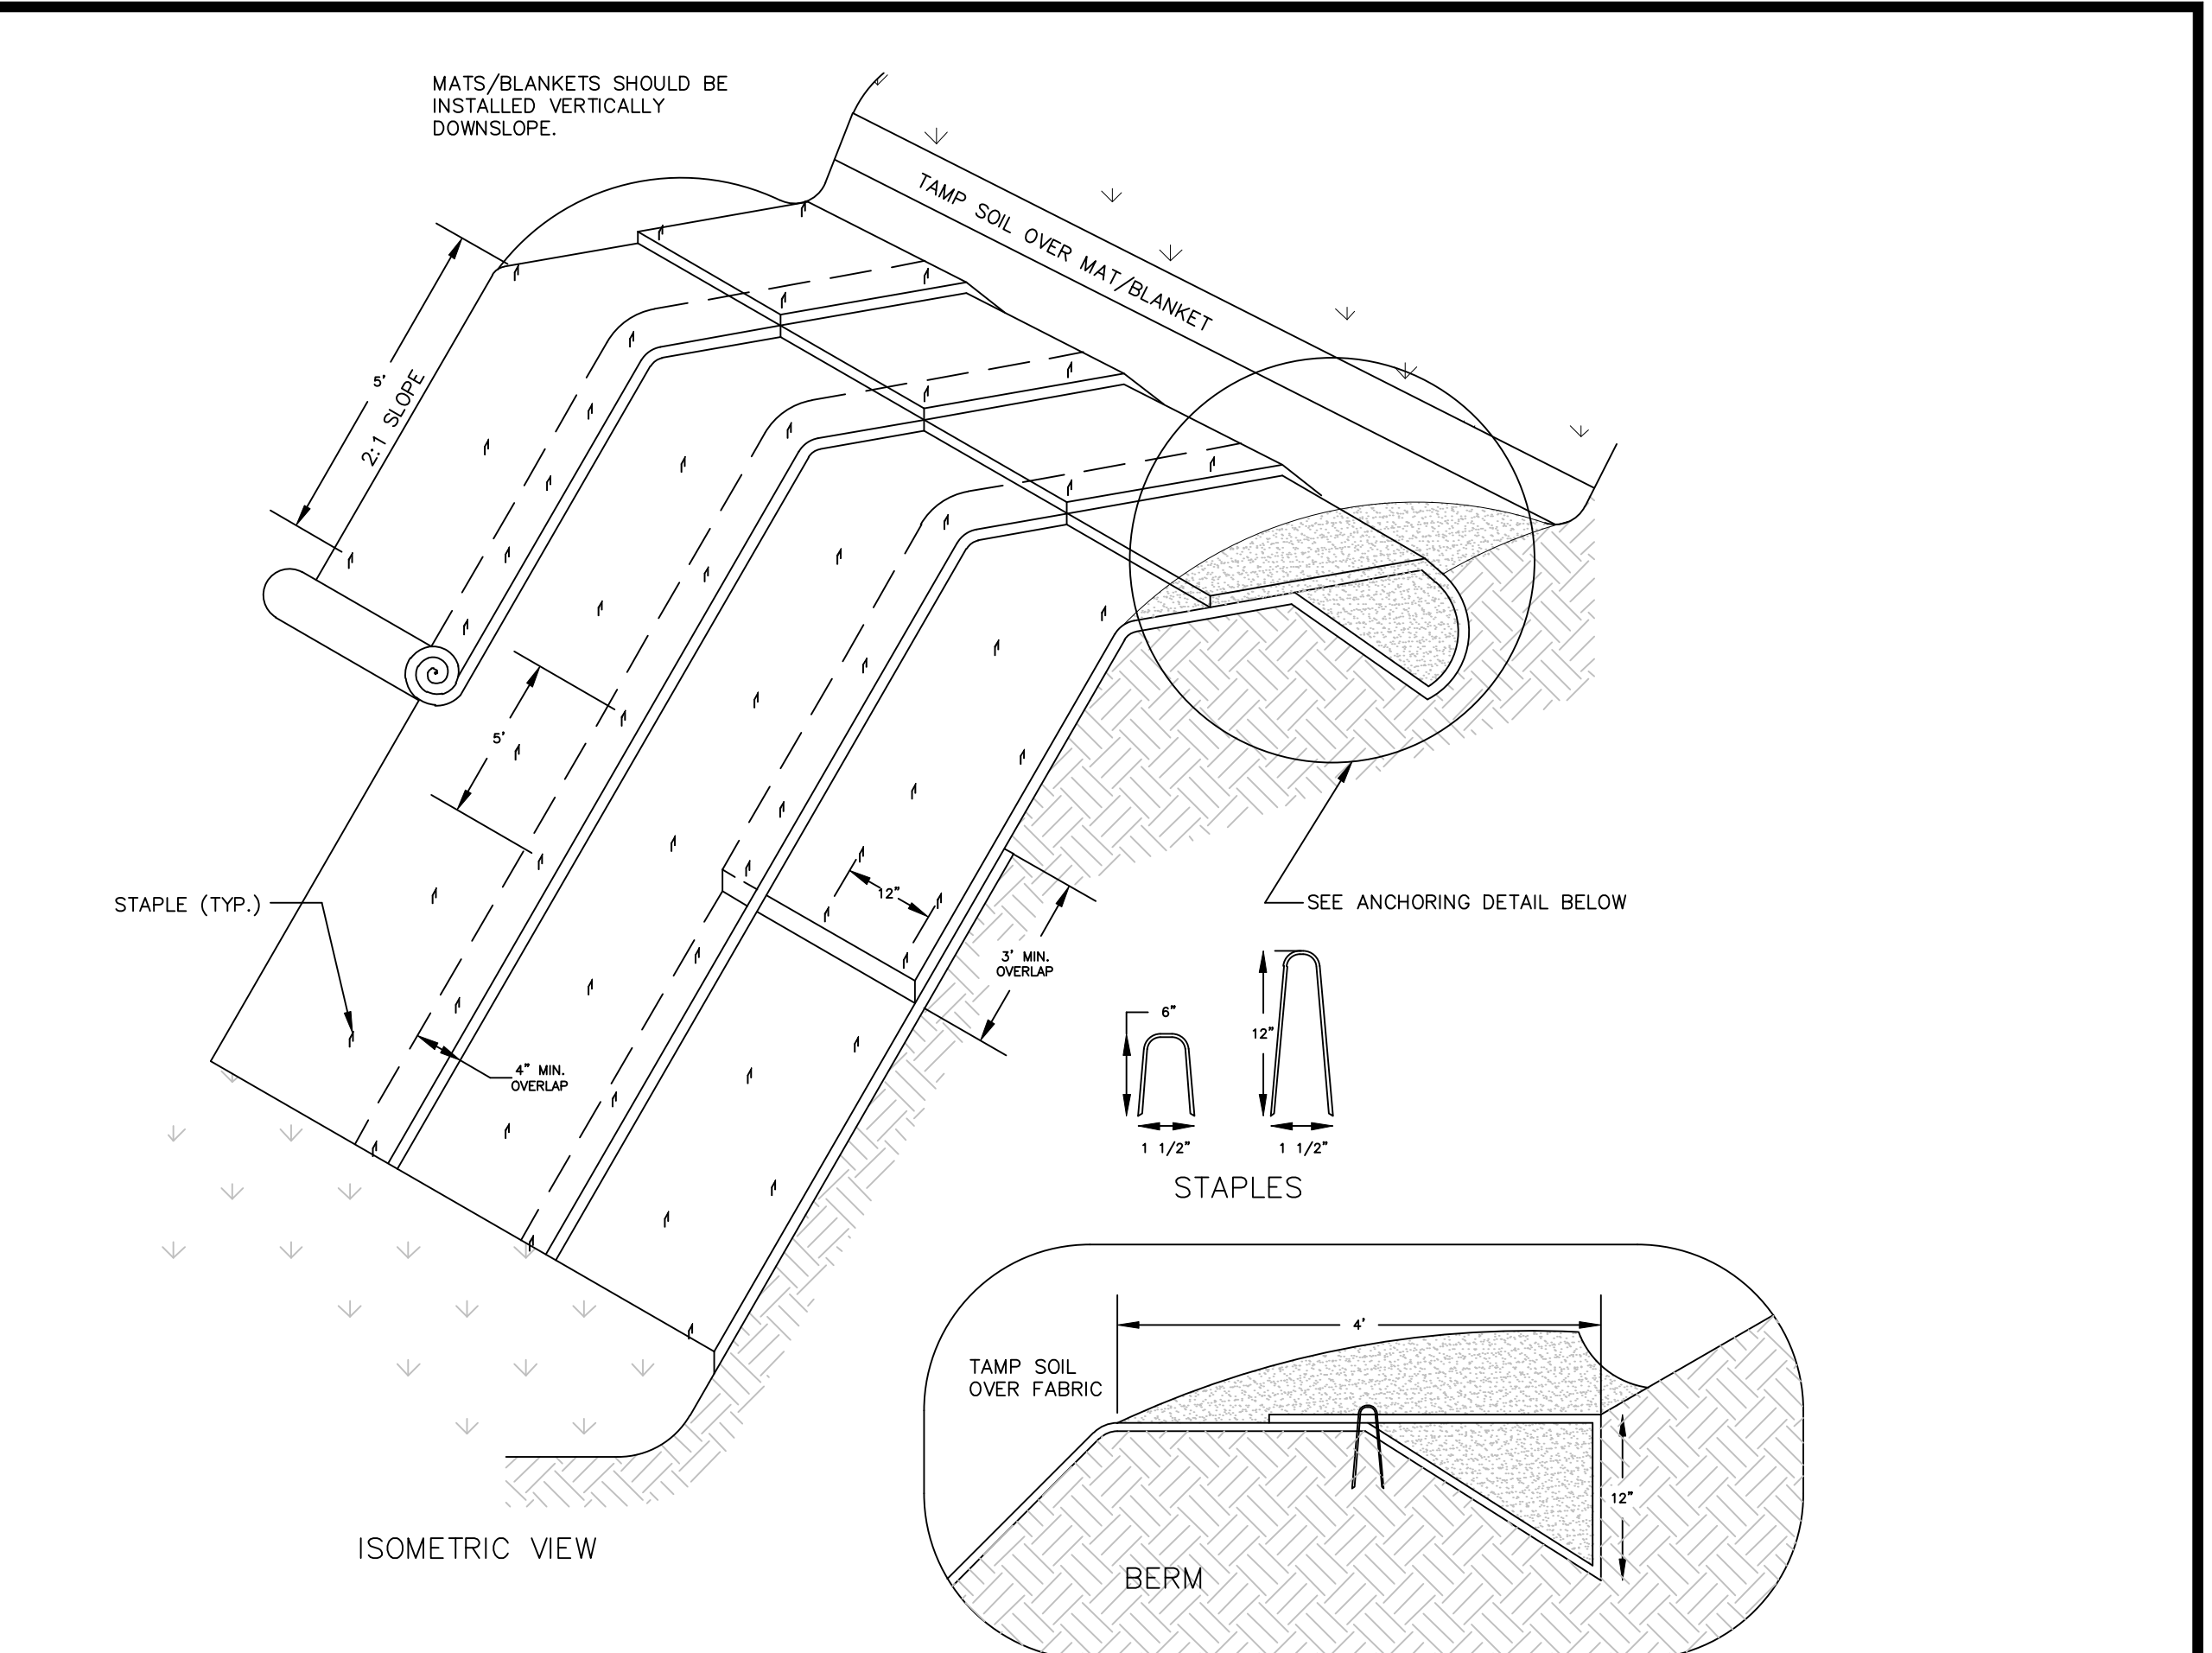 MATS/BLANKETS SHOULD BE
INSTALLED VERTICALLY
DOWNSLOPE.
TAMP SOIL OVER MAT/BLANKET
5'
2:1 SLOPE
5'
STAPLE (TYP.)
12"
SEE ANCHORING DETAIL BELOW
3' MIN.
OVERLAP
4" MIN.
OVERLAP
6"
12"
1 1/2"
1 1/2"
STAPLES
4'
TAMP SOIL
OVER FABRIC
12"
BERM
ISOMETRIC VIEW